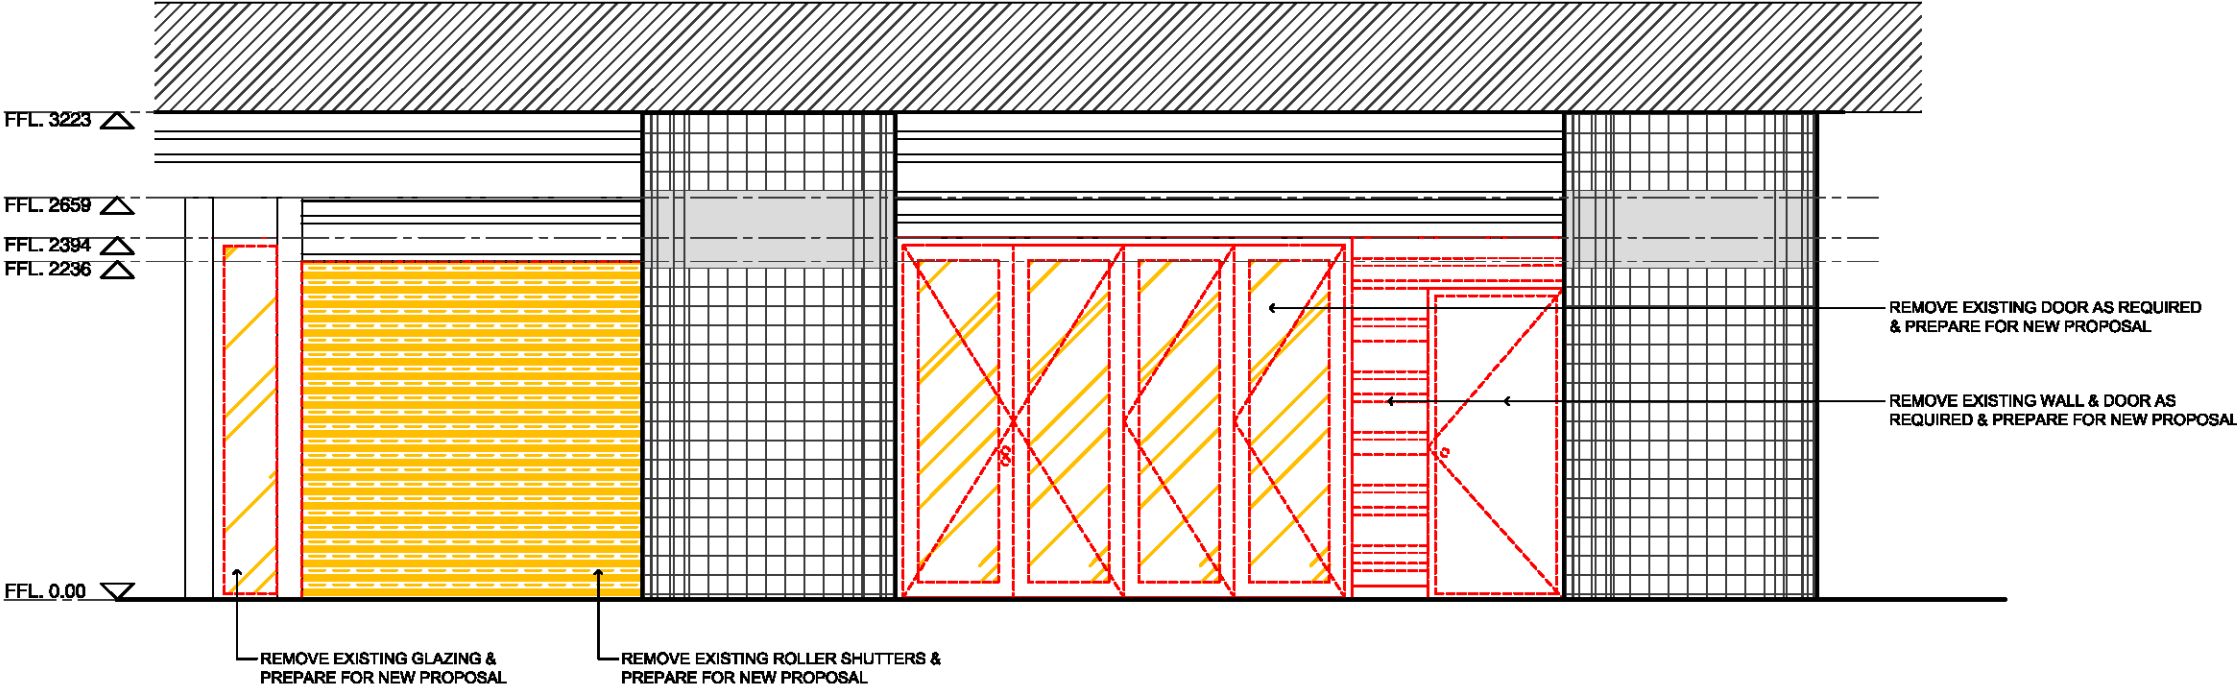 FFL. 3223
FFL. 2659
FFL. 2394
FFL. 2236
REMOVE EXISTING DOOR AS REQUIRED
& PREPARE FOR NEW PROPOSAL
REMOVE EXISTING WALL & DOOR AS
REQUIRED & PREPARE FOR NEW PROPOSAL
FFL. 0.00
REMOVE EXISTING GLAZING &
PREPARE FOR NEW PROPOSAL
REMOVE EXISTING ROLLER SHUTTERS &
PREPARE FOR NEW PROPOSAL